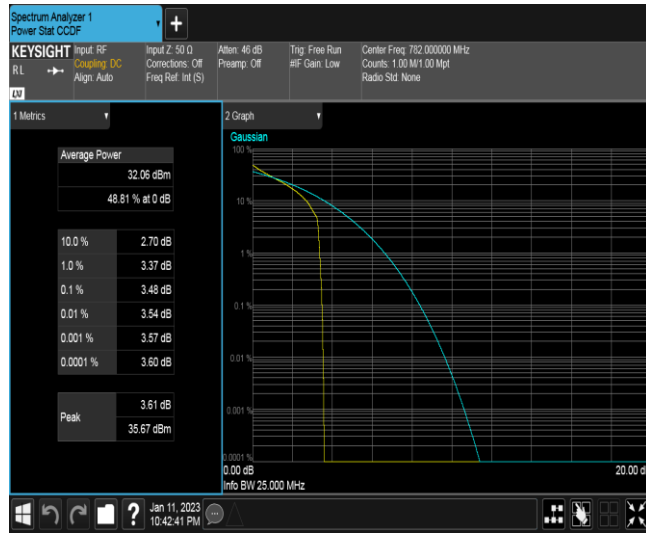 Spectrum Analyzer 1
Power Stat CCDF
+
KEYSIGHT
RL
LXI
Input: RF
Coupling: DC
Align: Auto
Input Z: 50 Ω
Corrections: Off
Freq Ref: Int (S)
Atten: 46 dB
Preamp: Off
Trig: Free Run
#IF Gain: Low
Center Freq: 782.000000 MHz
Counts: 1.00 M/1.00 Mpt
Radio Std: None
1 Metrics
Average Power
32.06 dBm
48.81 % at 0 dB
10.0 % 2.70 dB
1.0 % 3.37 dB
0.1 % 3.48 dB
0.01 % 3.54 dB
0.001 % 3.57 dB
0.0001 % 3.60 dB
Peak
3.61 dB
35.67 dBm
2 Graph
Gaussian
100 %
10 %
1 %
0.1 %
0.01 %
0.001 %
0.0001 %
0.00 dB
20.00 d
Info BW 25.000 MHz
?
Jan 11, 2023
10:42:41 PM